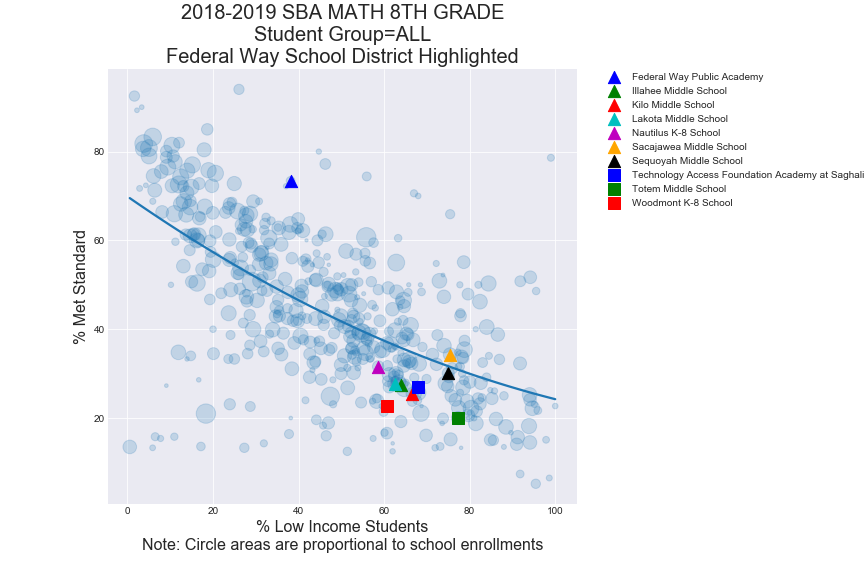 2018-2019 SBA MATH 8TH GRADE
Student Group=ALL
Federal Way School District Highlighted
Federal Way Public Academy
Illahee Middle School
Kilo Middle School
Lakota Middle School
Nautilus K-8 School
Sacajawea Middle School
Sequoyah Middle School
Technology Access Foundation Academy at Saghali
Totem Middle School
Woodmont K-8 School
% Met Standard
80
60
40
20
0
20
40
60
80
100
% Low Income Students
Note: Circle areas are proportional to school enrollments